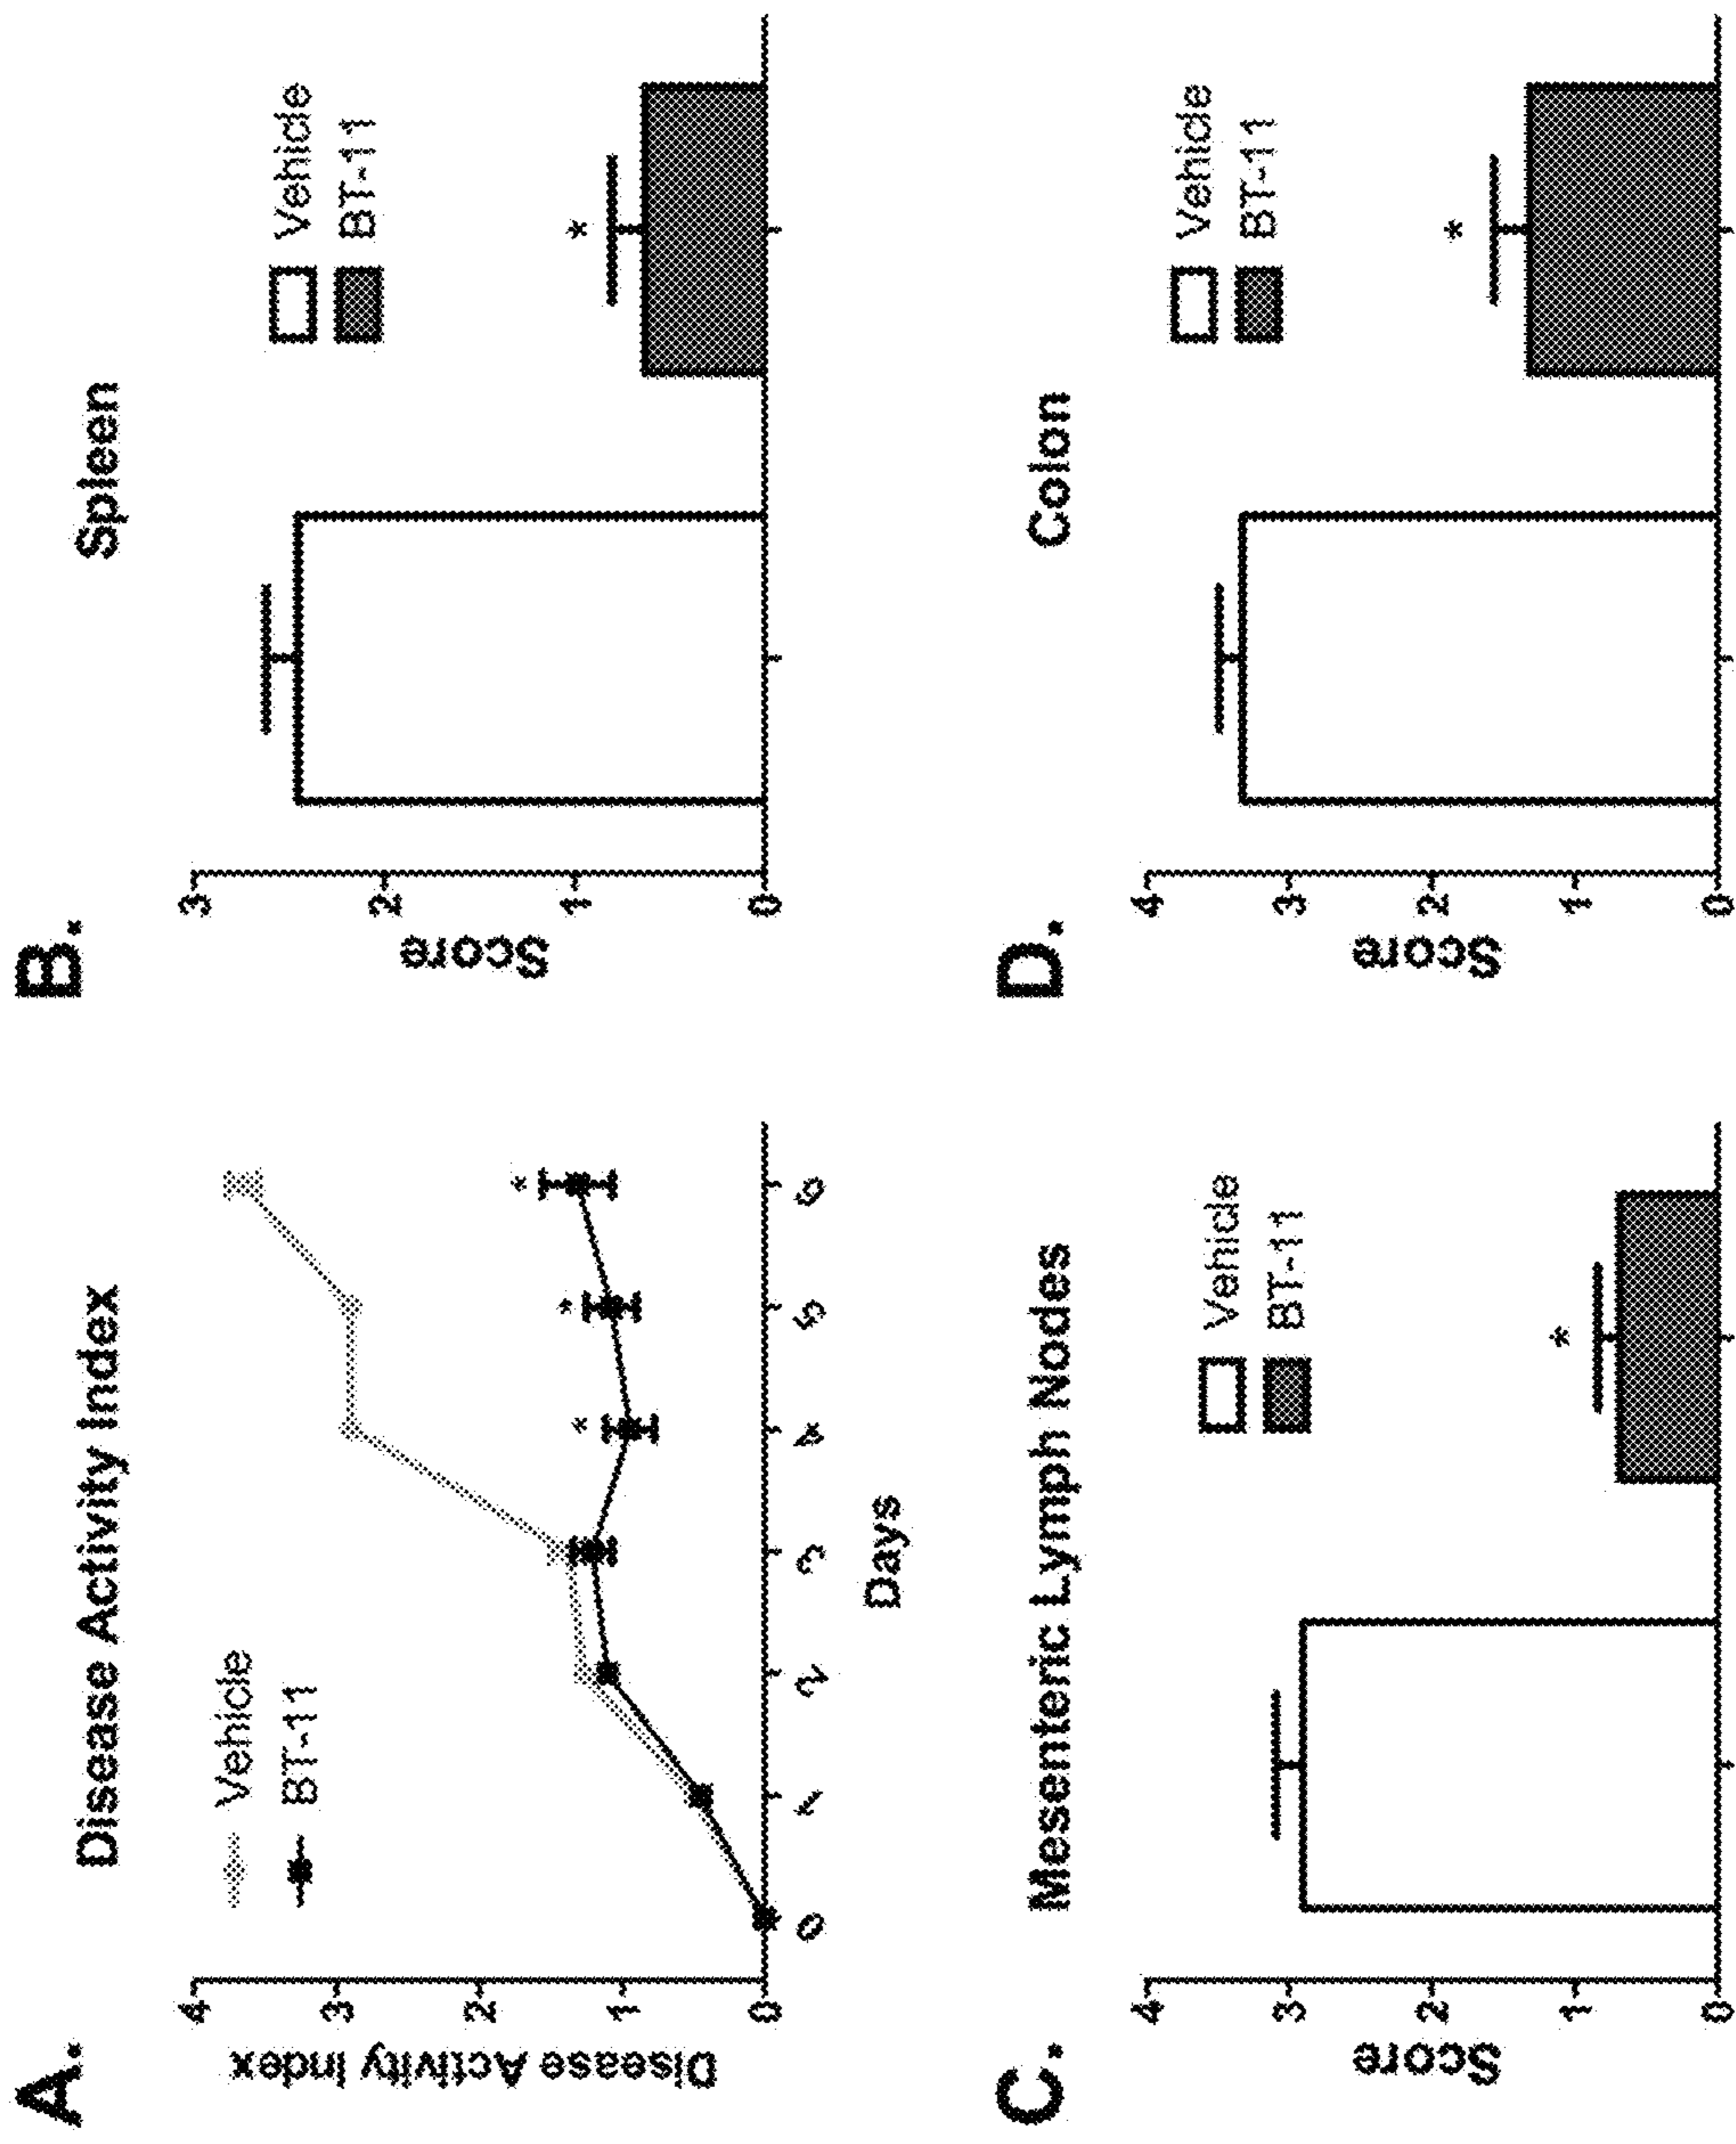 A.
Disease Activity Index
Vehicle
BT-11
Disease Activity Index
4
3
2
1
0
0 1 2 3 4 5 6
* * *
Days
B.
Spleen
Vehicle
BT-11
Score
3
2
1
0
*
C.
Mesenteric Lymph Nodes
Vehicle
BT-11
Score
4
3
2
1
0
*
D.
Colon
Vehicle
BT-11
Score
4
3
2
1
0
*